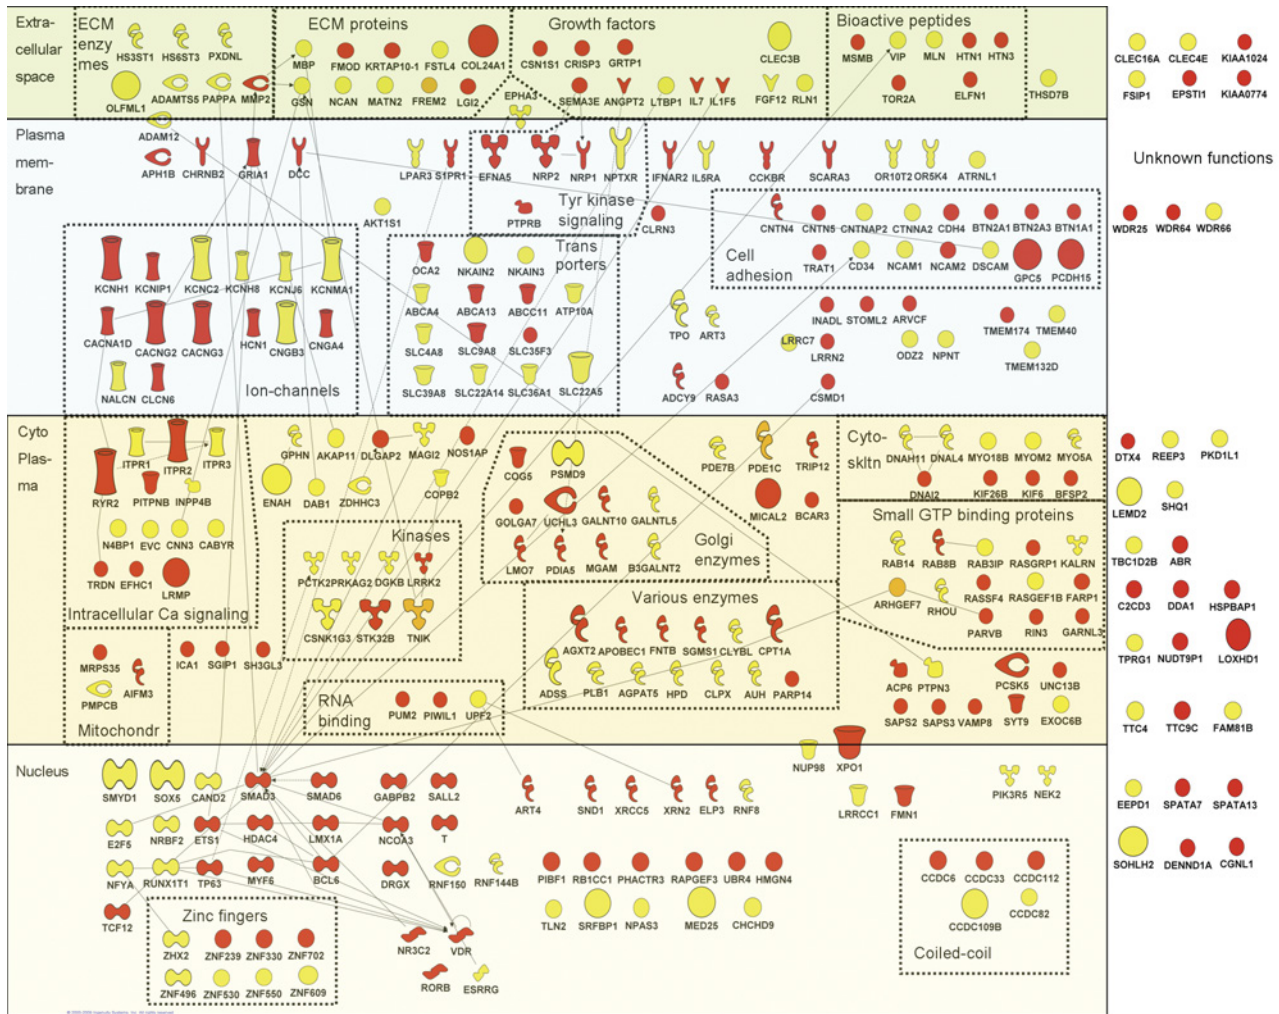 Extra-
cellular
space
ECM
enzy
mes
ECM proteins
Growth factors
Bioactive peptides
HS3ST1 HS6ST3 PXDNL
MBP FMOD KRTAP10-1 FSTL4 COL24A1
CSN1S1 CRISP3 GRTP1 CLEC3B
MSMB VIP MLN HTN1 HTN3
CLEC16A CLEC4E KIAA1024
OLFML1 ADAMTS5 PAPPA MMP2
GSN NCAN MATN2 FREM2 LGI2
EPHA3 SEMA3E ANGPT2 LTBP1 IL7 IL1F5 FGF12 RLN1
TOR2A ELFN1 THSD7B
FSIP1 EPSTI1 KIAA0774
Plasma
mem-
brane
ADAM12
APH1B CHRNB2 GRIA1 DCC
LPAR3 S1PR1 EFNA5 NRP2 NRP1 NPTXR IFNAR2 IL5RA CCKBR SCARA3 OR10T2 OR5K4 ATRNL1
Unknown functions
AKT1S1
PTPRB
Tyr kinase
signaling
CLRN3
CNTN4 CNTN5 CNTNAP2 CTNNA2 CDH4 BTN2A1 BTN2A3 BTN1A1
WDR25 WDR64 WDR66
Cell
adhesion
TRAT1 CD34 NCAM1 NCAM2 DSCAM GPC5 PCDH15
Trans
porters
OCA2 NKAIN2 NKAIN3
KCNH1 KCNIP1 KCNC2 KCNH8 KCNJ6 KCNMA1
ABCA4 ABCA13 ABCC11 ATP10A
TPO ART3 INADL STOML2 ARVCF
TMEM174 TMEM40
CACNA1D CACNG2 CACNG3 HCN1 CNGB3 CNGA4
SLC4A8 SLC9A8 SLC35F3
LRRC7 LRRN2 ODZ2 NPNT
TMEM132D
NALCN CLCN6
Ion-channels
SLC39A8 SLC22A14 SLC36A1 SLC22A5
ADCY9 RASA3 CSMD1
Cyto
Plas-
ma
ITPR1 ITPR2 ITPR3
GPHN AKAP11 DLGAP2 MAGI2 NOS1AP
COG5 PSMD9
PDE7B PDE1C TRIP12
Cyto-
skltn
DNAH11 DNAL4 MYO18B MYOM2 MYO5A
DTX4 REEP3 PKD1L1
RYR2 PITPNB INPP4B
ENAH DAB1 ZDHHC3 COPB2
DNAI2 KIF26B KIF6 BFSP2
LEMD2 SHQ1
GOLGA7 UCHL3 GALNT10 GALNTL5
MICAL2 BCAR3
Small GTP binding proteins
N4BP1 EVC CNN3 CABYR
Kinases
Golgi
enzymes
LMO7 PDIA5 MGAM B3GALNT2
RAB14 RAB8B RAB3IP RASGRP1 KALRN
TBC1D2B ABR
TRDN EFHC1 LRMP
PCTK2 PRKAG2 DGKB LRRK2
ARHGEF7 RHOU RASSF4 RASGEF1B FARP1
C2CD3 DDA1 HSPBAP1
Intracellular Ca signaling
Various enzymes
CSNK1G3 STK32B TNIK
PARVB RIN3 GARNL3
MRPS35 AIFM3
ICA1 SGIP1 SH3GL3
AGXT2 APOBEC1 FNTB SGMS1 CLYBL CPT1A
TPRG1 NUDT9P1 LOXHD1
PMPCB
Mitochondr
RNA
binding
PUM2 PIWIL1 UPF2
ADSS PLB1 AGPAT5 HPD CLPX AUH PARP14
ACP6 PTPN3 PCSK5 UNC13B
SAPS2 SAPS3 VAMP8 SYT9 EXOC6B
TTC4 TTC9C FAM81B
Nucleus
NUP98 XPO1
SMYD1 SOX5 CAND2 SMAD3 SMAD6 GABPB2 SALL2
ART4 SND1 XRCC5 XRN2 ELP3 RNF8
LRRCC1 FMN1
PIK3R5 NEK2
EEPD1 SPATA7 SPATA13
E2F5 NRBF2 ETS1 HDAC4 LMX1A NCOA3 T
NFYA RUNX1T1 TP63 MYF6 BCL6 DRGX RNF150 RNF144B
PIBF1 RB1CC1 PHACTR3 RAPGEF3 UBR4 HMGN4
CCDC6 CCDC33 CCDC112
SOHLH2 DENND1A CGNL1
TCF12
Zinc fingers
TLN2 SRFBP1 NPAS3 MED25 CHCHD9
CCDC109B CCDC82
ZHX2 ZNF239 ZNF330 ZNF702
NR3C2 VDR
Coiled-coil
ZNF496 ZNF530 ZNF550 ZNF609
RORB ESRRG